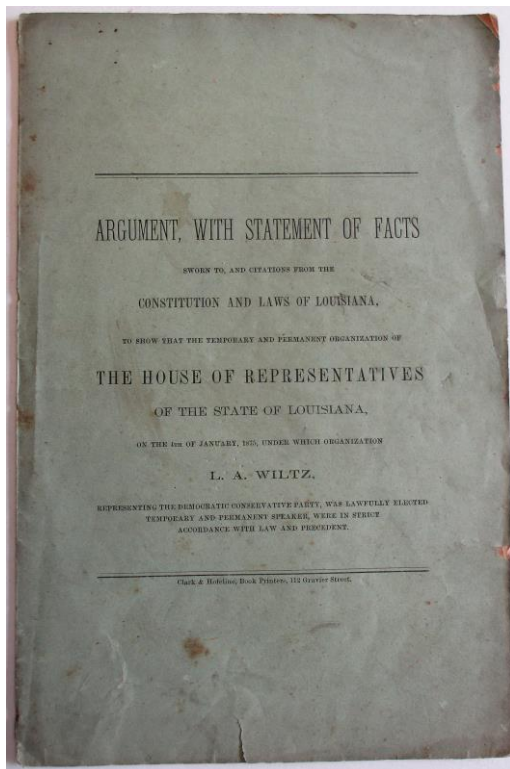 ARGUMENT, WITH STATEMENT OF FACTS
SWORN TO, AND CITATIONS FROM THE
CONSTITUTION AND LAWS OF LOUISIANA,
TO SHOW THAT THE TEMPORARY AND PERMANENT ORGANIZATION OF
THE HOUSE OF REPRESENTATIVES
OF THE STATE OF LOUISIANA,
ON THE 4TH OF JANUARY, 1875, UNDER WHICH ORGANIZATION
L. A. WILTZ,
REPRESENTING THE DEMOCRATIC CONSERVATIVE PARTY, WAS LAWFULLY ELECTED
TEMPORARY AND PERMANENT SPEAKER, WERE IN STRICT
ACCORDANCE WITH LAW AND PRECEDENT.
Clark & Hofeline, Book Printers, 112 Gravier Street.